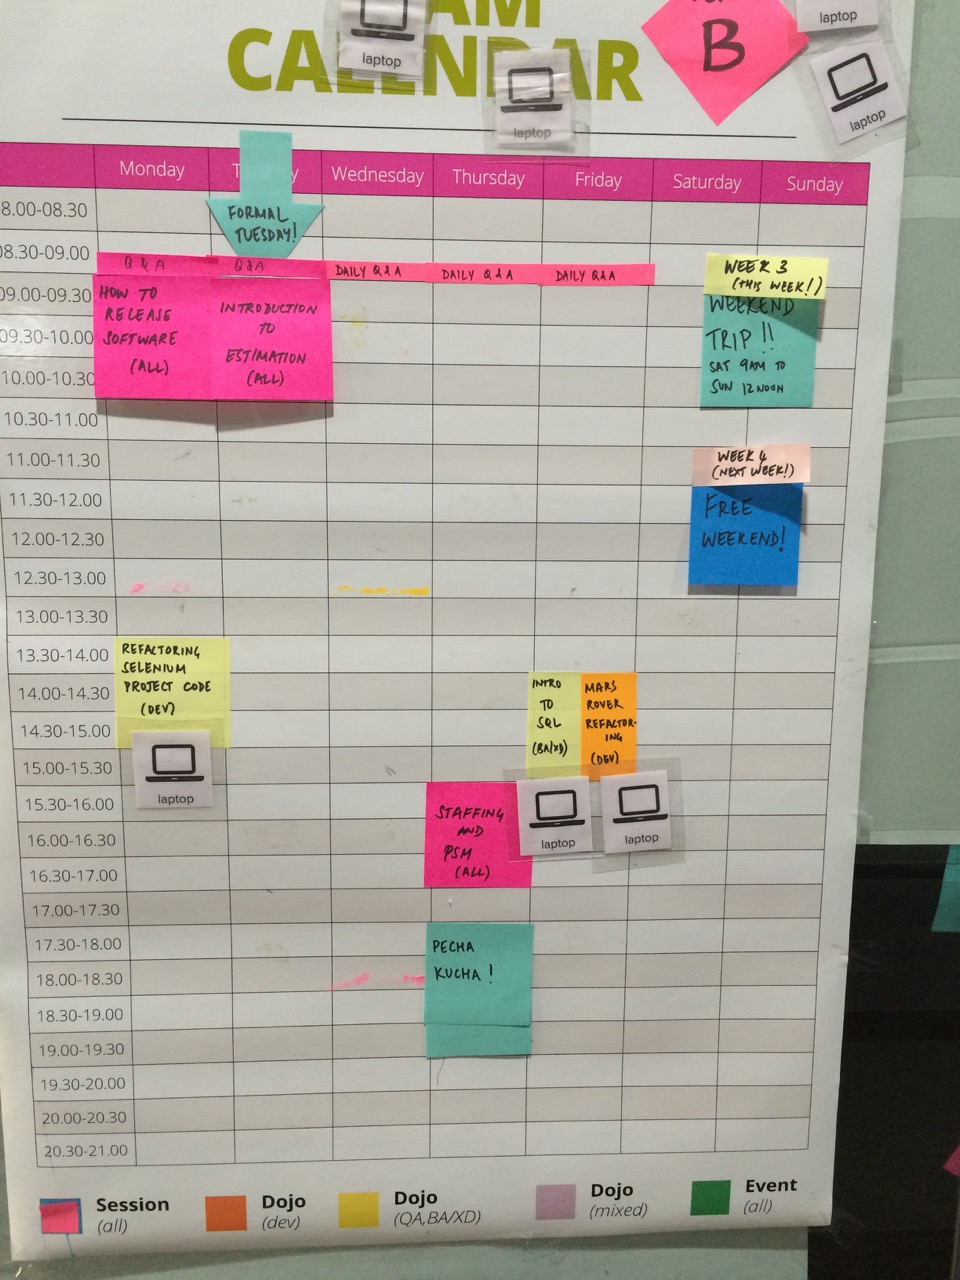 CALENDAR
B
laptop
laptop
laptop
laptop
Monday
Wednesday
Thursday
Friday
Saturday
Sunday
FORMAL
TUESDAY!
8.00-08.30
08.30-09.00
09.00-09.30
09.30-10.00
10.00-10.30
10.30-11.00
11.00-11.30
11.30-12.00
12.00-12.30
12.30-13.00
13.00-13.30
13.30-14.00
14.00-14.30
14.30-15.00
15.00-15.30
15.30-16.00
16.00-16.30
16.30-17.00
17.00-17.30
17.30-18.00
18.00-18.30
18.30-19.00
19.00-19.30
19.30-20.00
20.00-20.30
20.30-21.00
Q & A
Q & A
DAILY Q & A
DAILY Q & A
DAILY Q & A
HOW TO
RELEASE
SOFTWARE
(ALL)
INTRODUCTION
TO
ESTIMATION
(ALL)
WEEK 3
(THIS WEEK!)
WEEKEND
TRIP!!
SAT 9AM TO
SUN 12 NOON
WEEK 4
(NEXT WEEK!)
FREE
WEEKEND!
REFACTORING
SELENIUM
PROJECT CODE
(DEV)
laptop
INTRO
TO
SQL
(BA/XD)
MARS
ROVER
REFACTOR-
ING
(DEV)
laptop
laptop
STAFFING
AND
PSM
(ALL)
PECHA
KUCHA!
Session
(all)
Dojo
(dev)
Dojo
(QA,BA/XD)
Dojo
(mixed)
Event
(all)